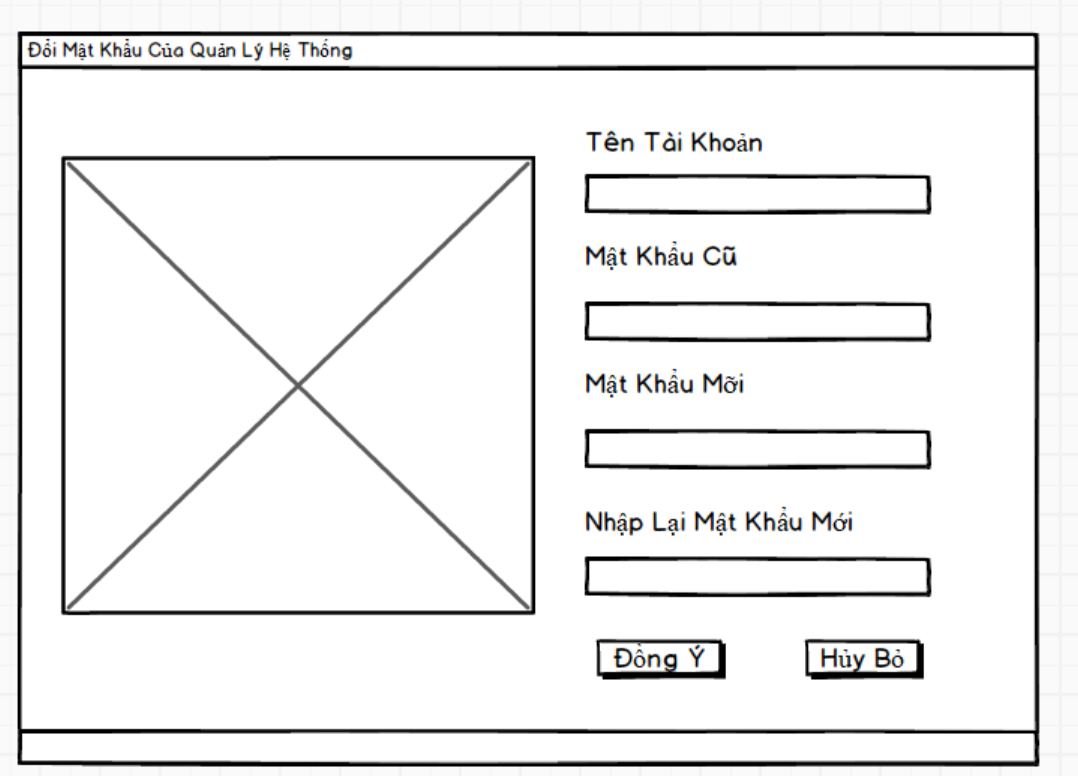 Đổi Mật Khẩu Của Quản Lý Hệ Thống
Tên Tài Khoản
Mật Khẩu Cũ
Mật Khẩu Mỡi
Nhập Lại Mật Khẩu Mới
Đồng Ý
Hủy Bỏ